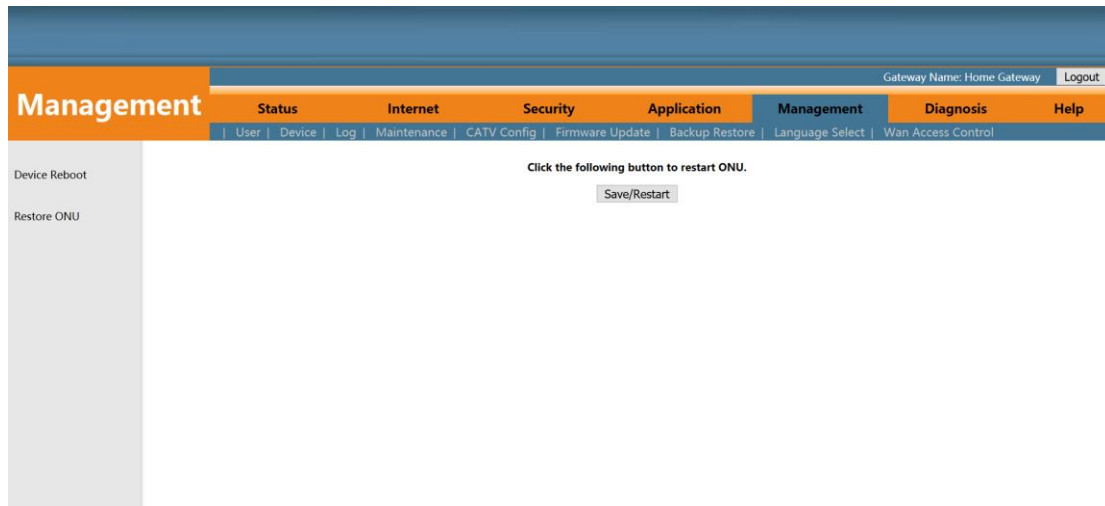 Gateway Name: Home Gateway Logout
Management
Status Internet Security Application Management Diagnosis Help
| User | Device | Log | Maintenance | CATV Config | Firmware Update | Backup Restore | Language Select | Wan Access Control
Device Reboot
Restore ONU
Click the following button to restart ONU.
Save/Restart